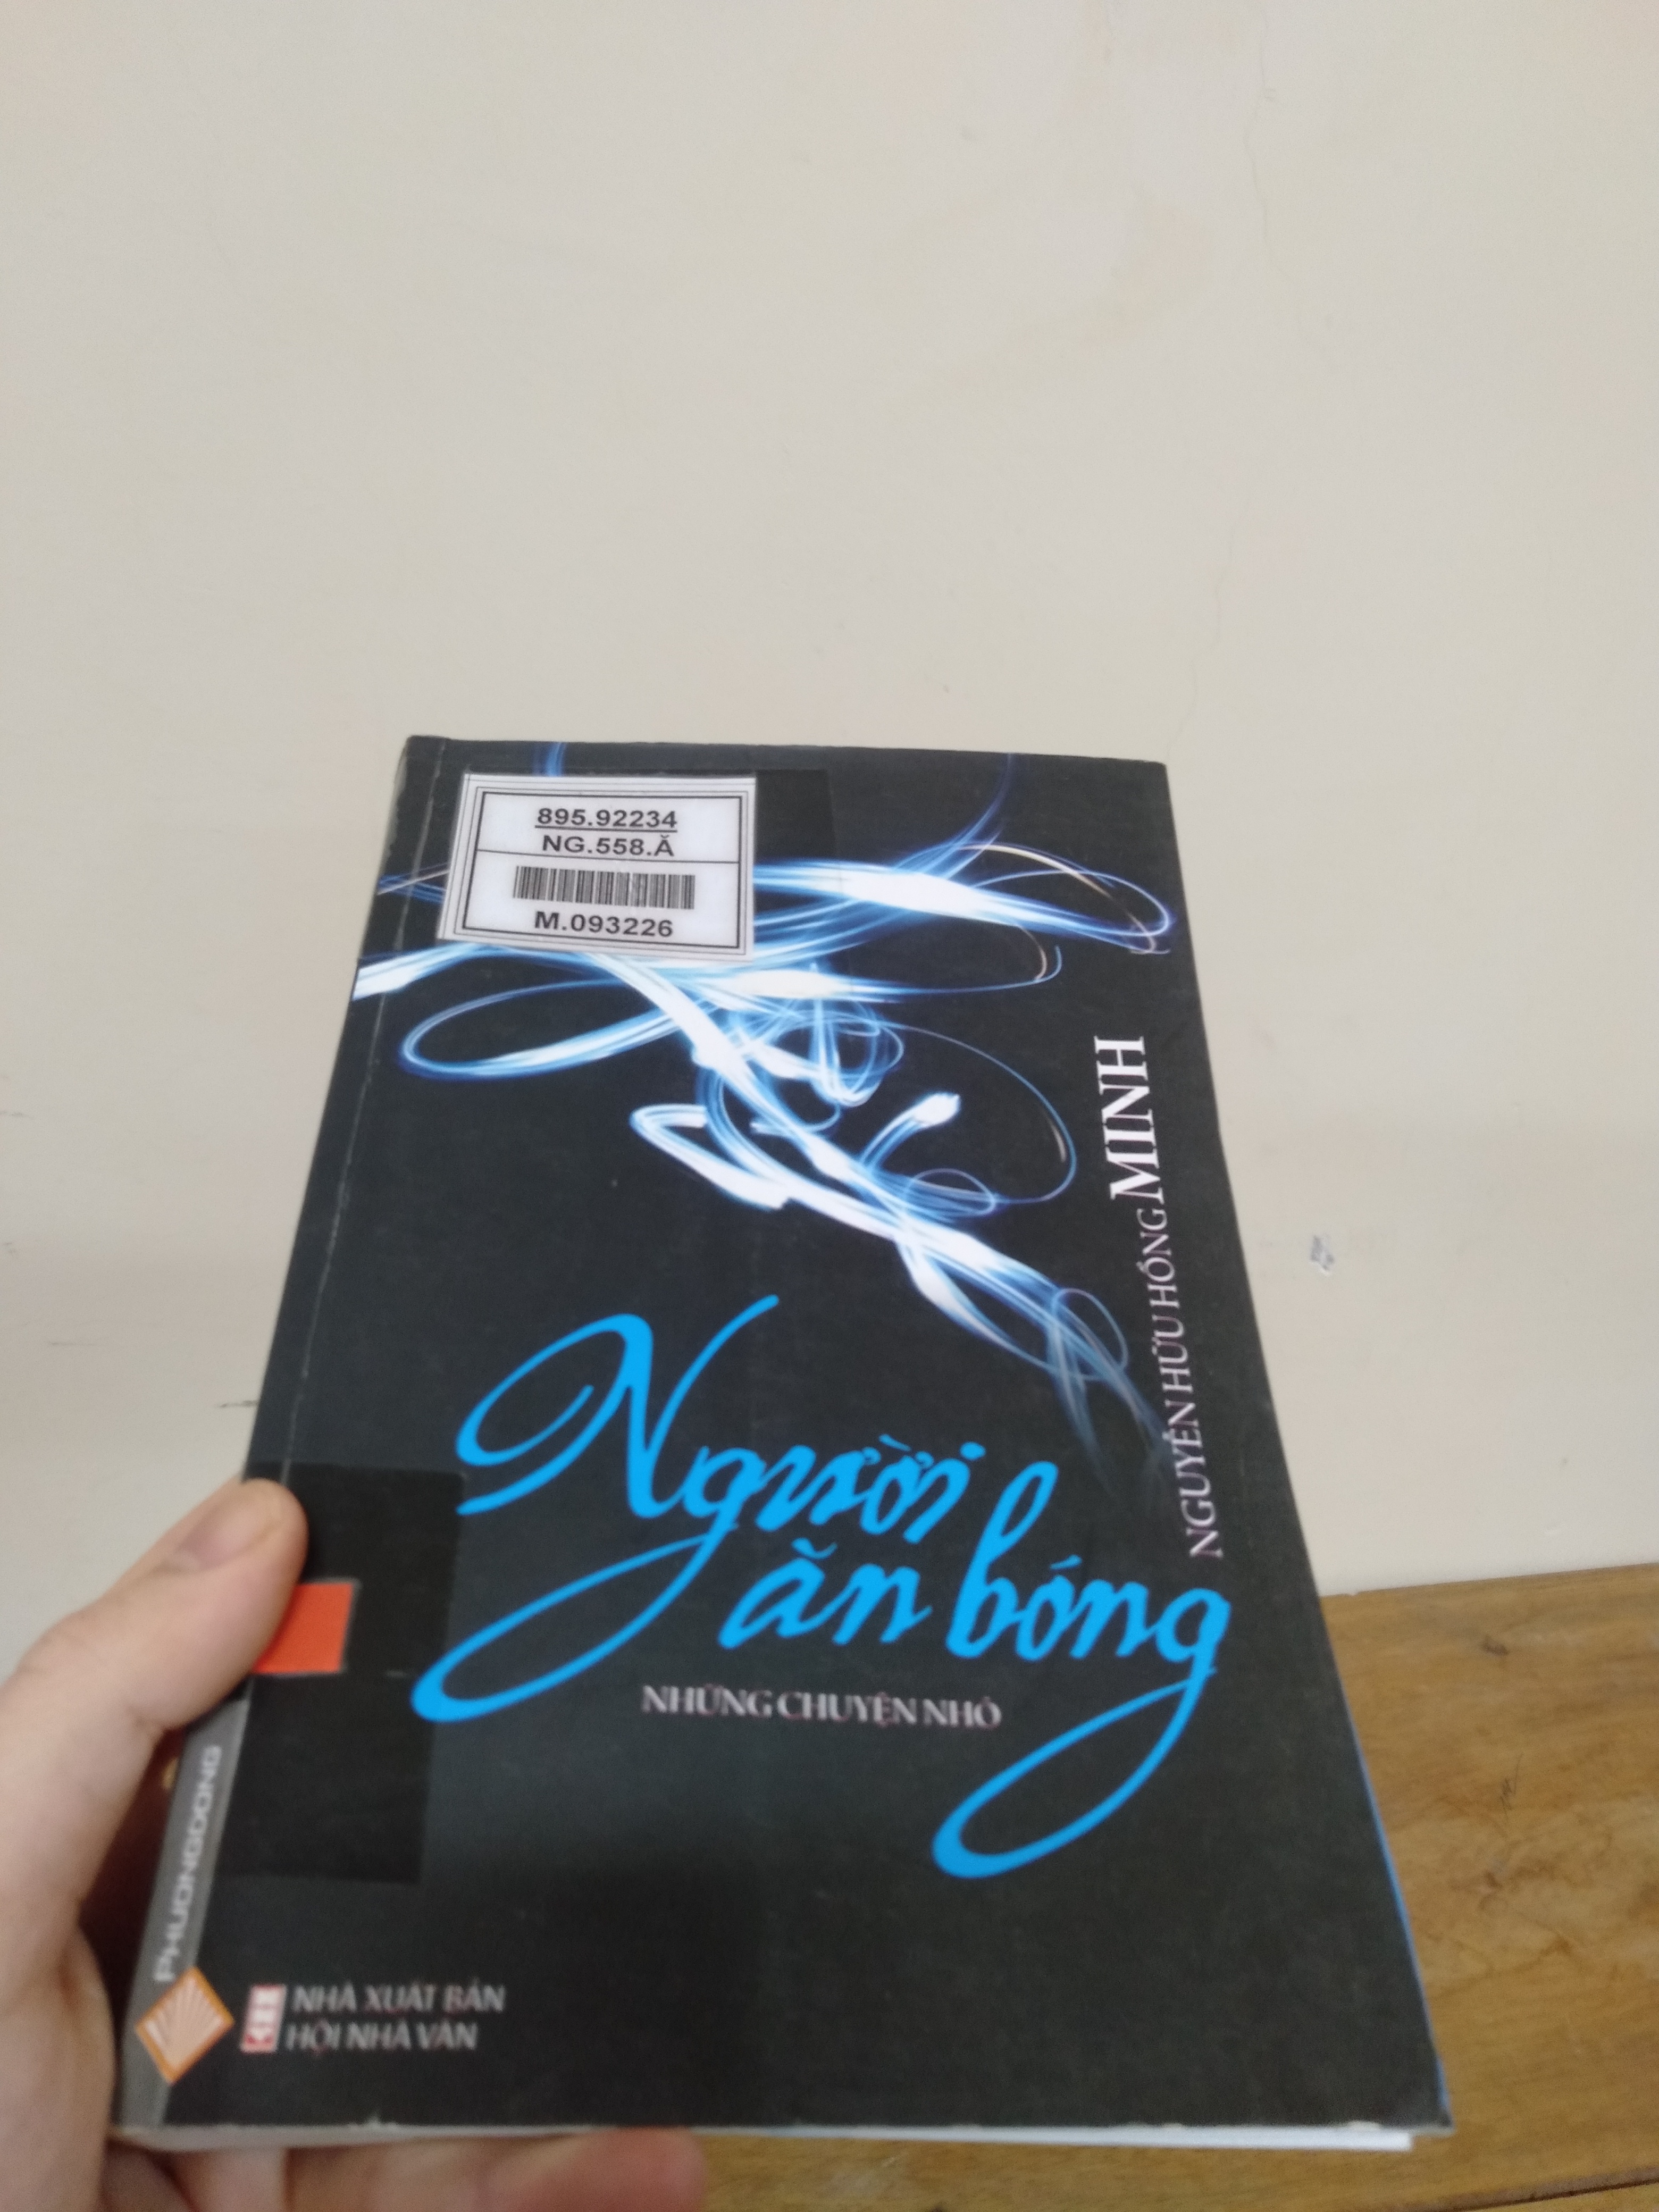 895.92234
NG.558.Ă
M.093226
NGUYỄN HỮU HỒNG MINH
Người
ăn bóng
NHỮNG CHUYỆN NHỎ
PHUONGDONG
NHÀ XUẤT BẢN
HỘI NHÀ VĂN